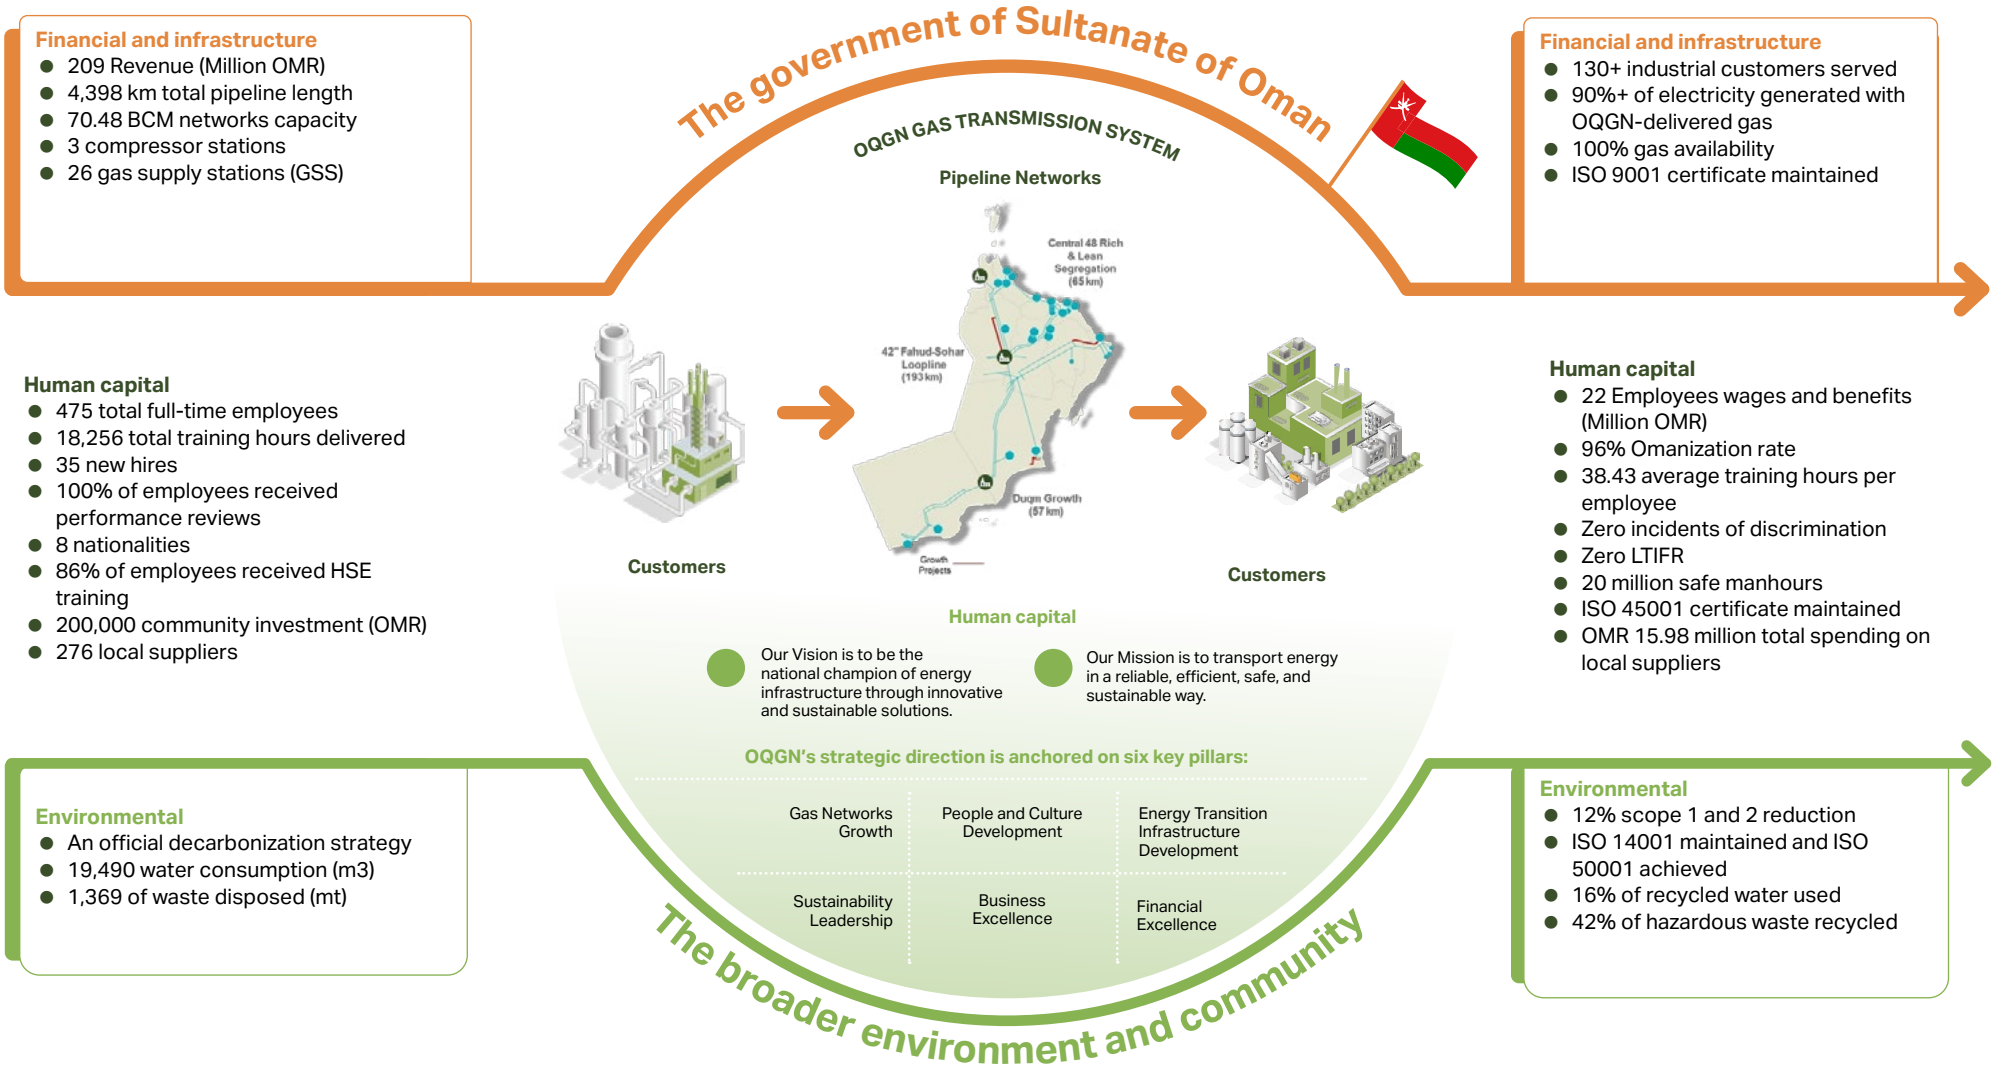 The government of Sultanate of Oman
Financial and infrastructure
209 Revenue (Million OMR)
4,398 km total pipeline length
70.48 BCM networks capacity
3 compressor stations
26 gas supply stations (GSS)
Human capital
475 total full-time employees
18,256 total training hours delivered
35 new hires
100% of employees received
performance reviews
8 nationalities
86% of employees received HSE
training
200,000 community investment (OMR)
276 local suppliers
Environmental
An official decarbonization strategy
19,490 water consumption (m3)
1,369 of waste disposed (mt)
OQGN GAS TRANSMISSION SYSTEM
Pipeline Networks
Central 48 Rich
& Lean
Segregation
(65 km)
42" Fahud-Sohar
Loopline
(193 km)
Duqm Growth
(57 km)
Growth
Projects
Customers
Customers
Human capital
Our Vision is to be the
national champion of energy
infrastructure through innovative
and sustainable solutions.
Our Mission is to transport energy
in a reliable, efficient, safe, and
sustainable way.
OQGN's strategic direction is anchored on six key pillars:
Gas Networks
Growth
People and Culture
Development
Energy Transition
Infrastructure
Development
Sustainability
Leadership
Business
Excellence
Financial
Excellence
Financial and infrastructure
130+ industrial customers served
90%+ of electricity generated with
OQGN-delivered gas
100% gas availability
ISO 9001 certificate maintained
Human capital
22 Employees wages and benefits
(Million OMR)
96% Omanization rate
38.43 average training hours per
employee
Zero incidents of discrimination
Zero LTIFR
20 million safe manhours
ISO 45001 certificate maintained
OMR 15.98 million total spending on
local suppliers
Environmental
12% scope 1 and 2 reduction
ISO 14001 maintained and ISO
50001 achieved
16% of recycled water used
42% of hazardous waste recycled
The broader environment and community